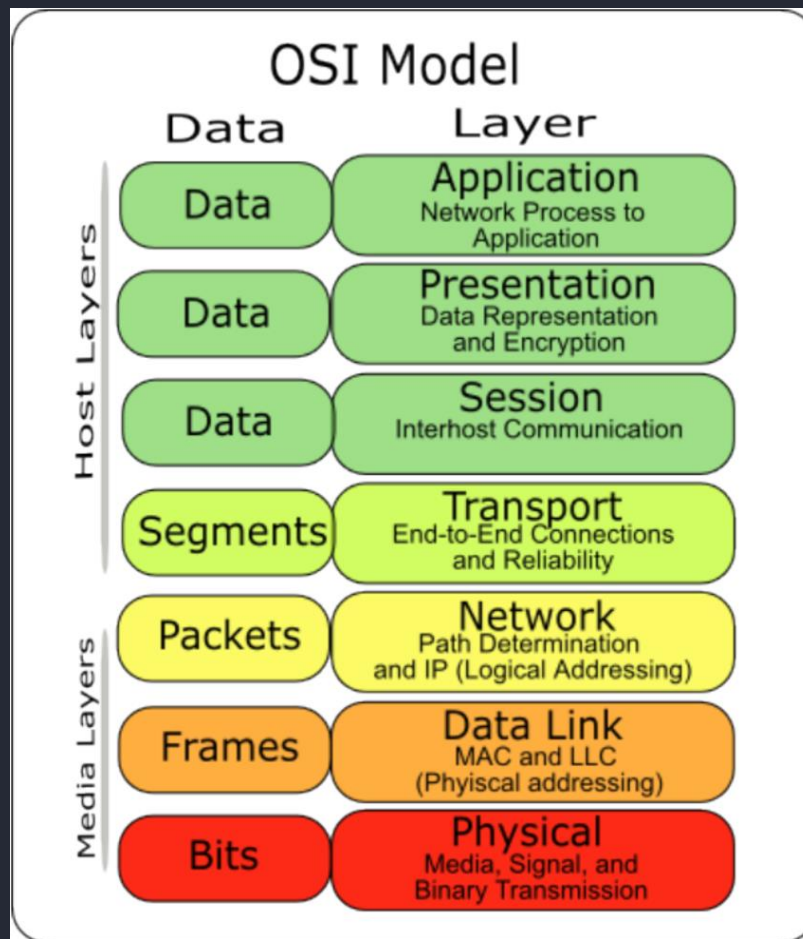 OSI Model
Data
Layer
Host Layers
Data
Application
Network Process to
Application
Data
Presentation
Data Representation
and Encryption
Data
Session
Interhost Communication
Segments
Transport
End-to-End Connections
and Reliability
Media Layers
Packets
Network
Path Determination
and IP (Logical Addressing)
Frames
Data Link
MAC and LLC
(Phyiscal addressing)
Bits
Physical
Media, Signal, and
Binary Transmission